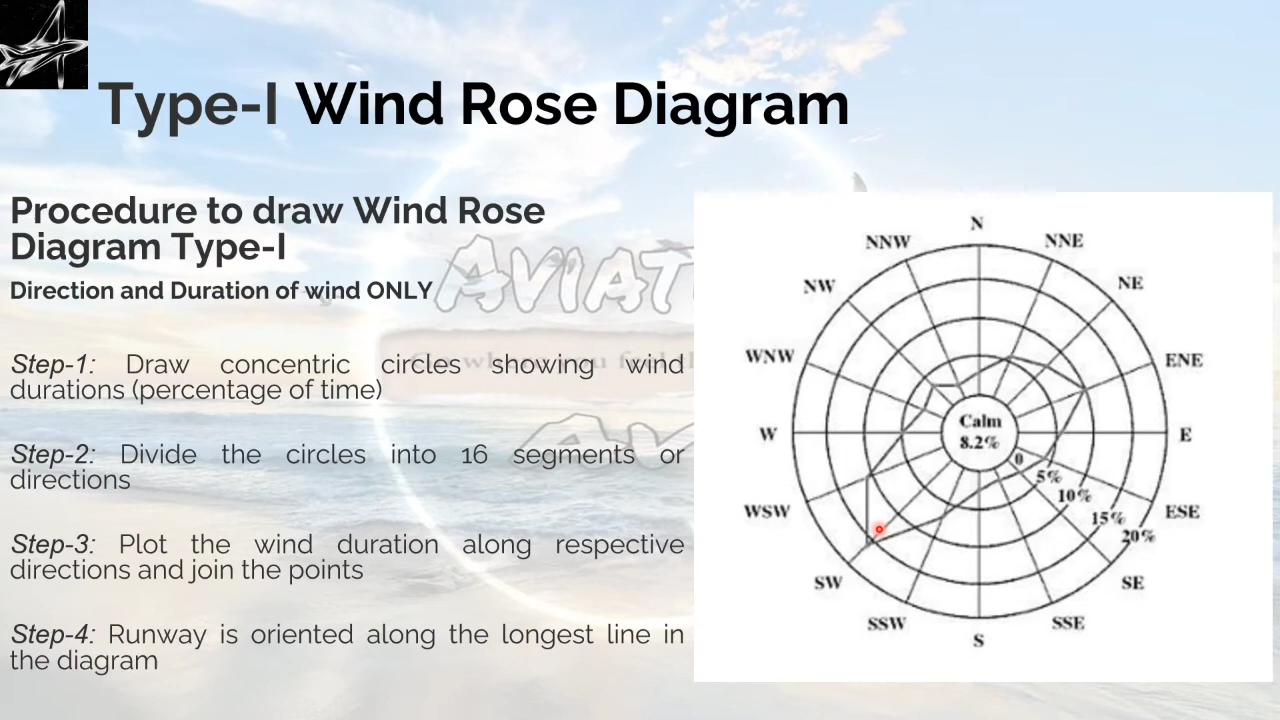 Type-I Wind Rose Diagram
Procedure to draw Wind Rose
Diagram Type-I
Direction and Duration of wind ONLY
Step-1: Draw concentric circles showing wind
durations (percentage of time)
Step-2: Divide the circles into 16 segments or
directions
Step-3: Plot the wind duration along respective
directions and join the points
Step-4: Runway is oriented along the longest line in
the diagram
AVIAT
N
NNW
NNE
NW
NE
WNW
ENE
Calm
8.2%
W
E
0
5%
10%
WSW
ESE
15%
20%
SW
SE
SSW
SSE
S